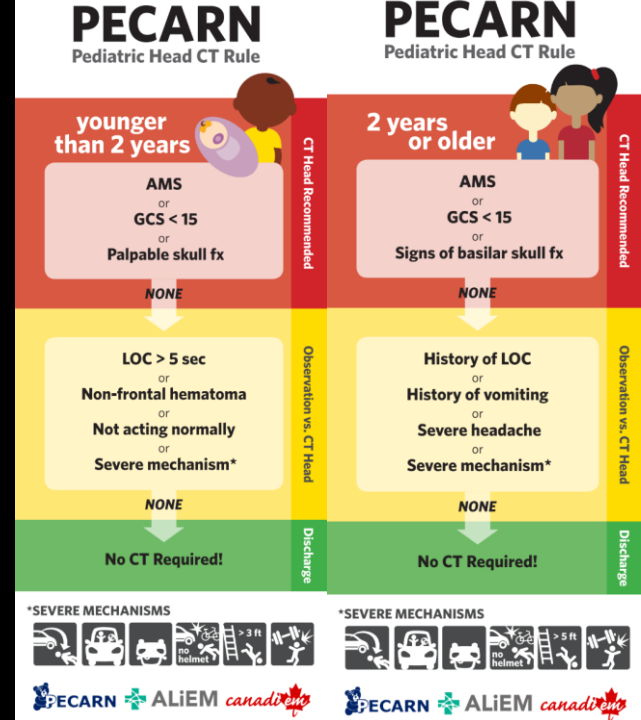 PECARN
Pediatric Head CT Rule
younger
than 2 years
CT Head Recommended
AMS
or
GCS < 15
or
Palpable skull fx
NONE
Observation vs. CT Head
LOC > 5 sec
or
Non-frontal hematoma
or
Not acting normally
or
Severe mechanism*
NONE
Discharge
No CT Required!
*SEVERE MECHANISMS
no
helmet
> 3 ft
PECARN ALiEM canadiem
PECARN
Pediatric Head CT Rule
2 years
or older
CT Head Recommended
AMS
or
GCS < 15
or
Signs of basilar skull fx
NONE
Observation vs. CT Head
History of LOC
or
History of vomiting
or
Severe headache
or
Severe mechanism*
NONE
Discharge
No CT Required!
*SEVERE MECHANISMS
no
helmet
> 5 ft
PECARN ALiEM canadiem